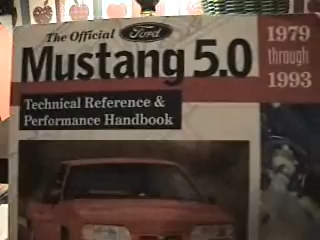 The Official Ford
Mustang 5.0
Technical Reference &
Performance Handbook
1979
through
1993